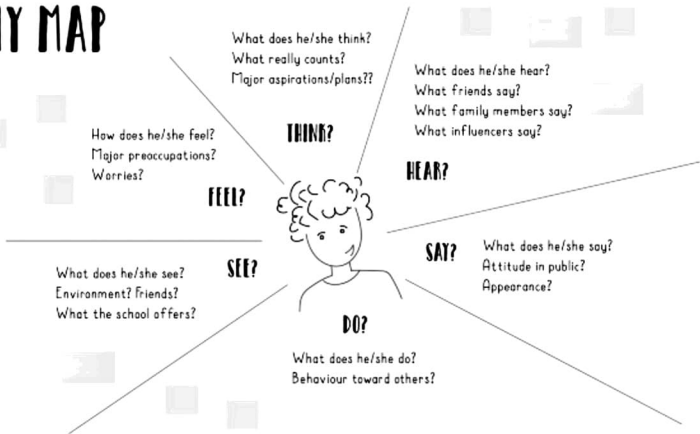 Y MAP
What does he/she think?
What really counts?
Major aspirations/plans??
THINK?
What does he/she hear?
What friends say?
What family members say?
What influencers say?
HEAR?
How does he/she feel?
Major preoccupations?
Worries?
FEEL?
SAY?
What does he/she say?
Attitude in public?
Appearance?
SEE?
What does he/she see?
Environment? Friends?
What the school offers?
DO?
What does he/she do?
Behaviour toward others?